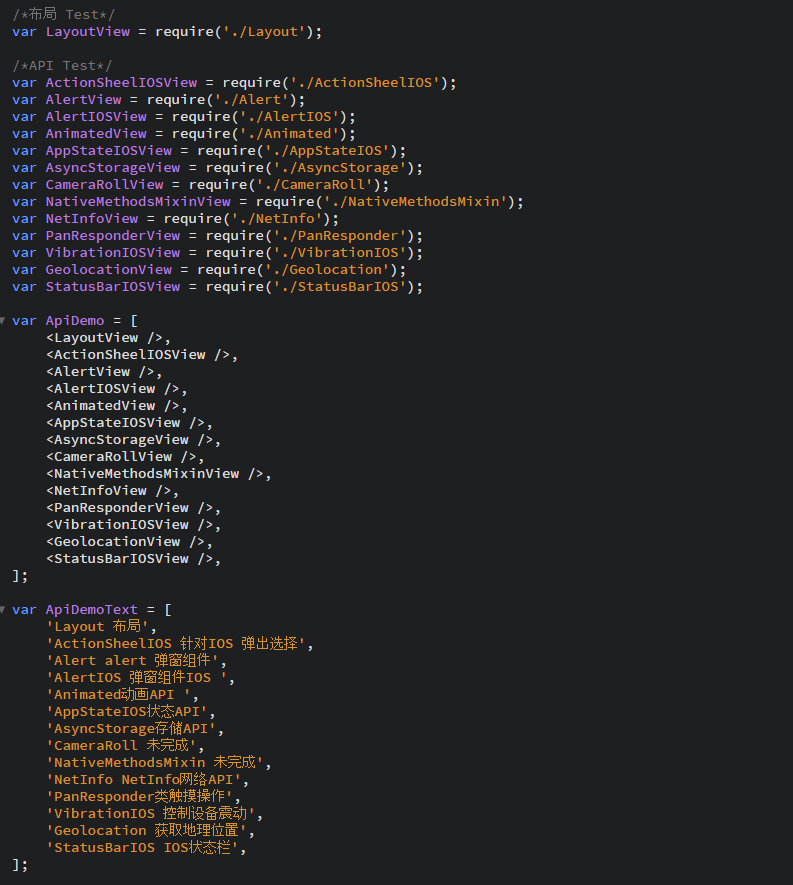 /*布局 Test*/
var LayoutView = require('./Layout');
/*API Test*/
var ActionSheelIOSView = require('./ActionSheelIOS');
var AlertView = require('./Alert');
var AlertIOSView = require('./AlertIOS');
var AnimatedView = require('./Animated');
var AppStateIOSView = require('./AppStateIOS');
var AsyncStorageView = require('./AsyncStorage');
var CameraRollView = require('./CameraRoll');
var NativeMethodsMixinView = require('./NativeMethodsMixin');
var NetInfoView = require('./NetInfo');
var PanResponderView = require('./PanResponder');
var VibrationIOSView = require('./VibrationIOS');
var GeolocationView = require('./Geolocation');
var StatusBarIOSView = require('./StatusBarIOS');
var ApiDemo = [
    <LayoutView />,
    <ActionSheelIOSView />,
    <AlertView />,
    <AlertIOSView />,
    <AnimatedView />,
    <AppStateIOSView />,
    <AsyncStorageView />,
    <CameraRollView />,
    <NativeMethodsMixinView />,
    <NetInfoView />,
    <PanResponderView />,
    <VibrationIOSView />,
    <GeolocationView />,
    <StatusBarIOSView />,
];
var ApiDemoText = [
    'Layout 布局',
    'ActionSheelIOS 针对IOS 弹出选择',
    'Alert alert 弹窗组件',
    'AlertIOS 弹窗组件IOS ',
    'Animated动画API ',
    'AppStateIOS状态API',
    'AsyncStorage存储API',
    'CameraRoll 未完成',
    'NativeMethodsMixin 未完成',
    'NetInfo NetInfo网络API',
    'PanResponder类触摸操作',
    'VibrationIOS 控制设备震动',
    'Geolocation 获取地理位置',
    'StatusBarIOS IOS状态栏',
];